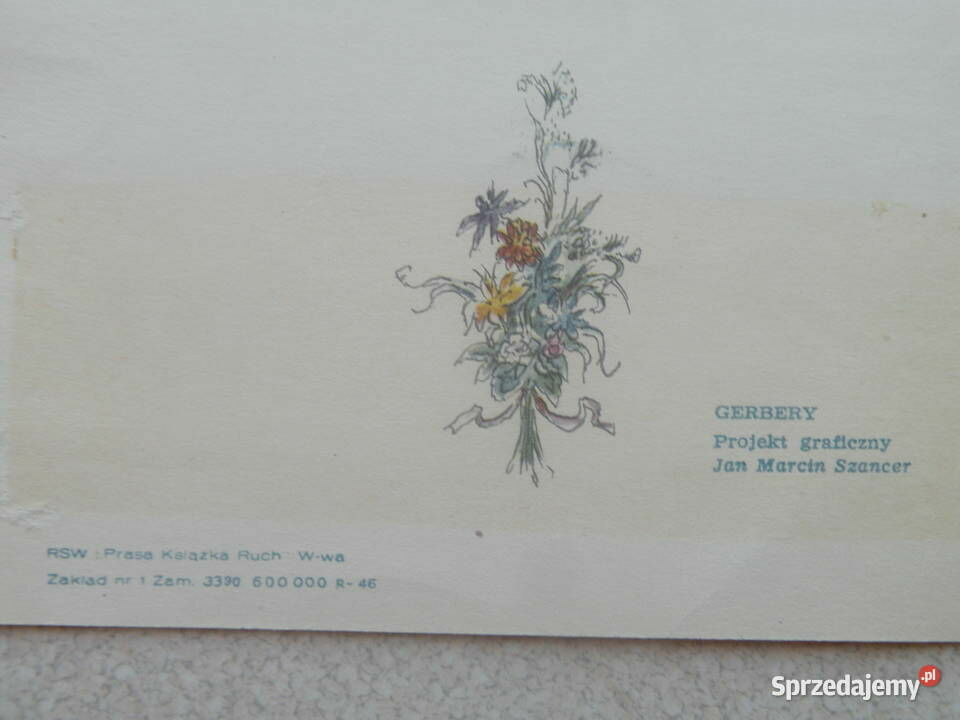 GERBERY
Projekt graficzny
Jan Marcin Szancer
RSW "Prasa Książka Ruch" W-wa
Zakład nr 1 Zam. 3390 600 000 R-46
Sprzedajemy.pl